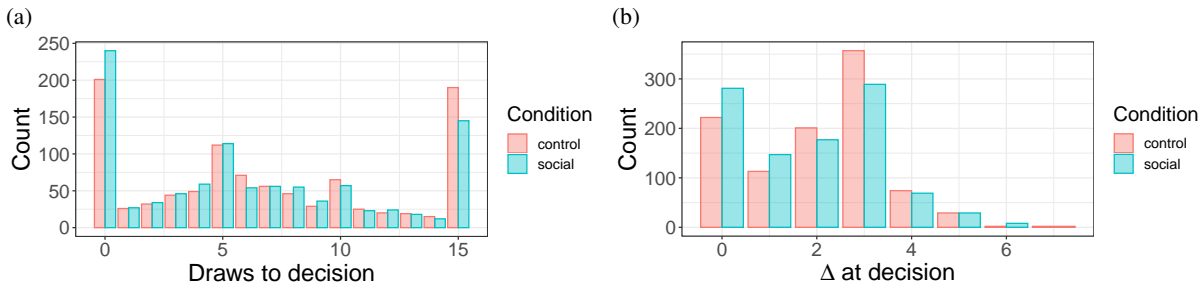 (a)
250
200
150
100
50
0
Count
0 5 10 15
Draws to decision
Condition
control
social
(b)
300
200
100
0
Count
0 2 4 6
Δ at decision
Condition
control
social